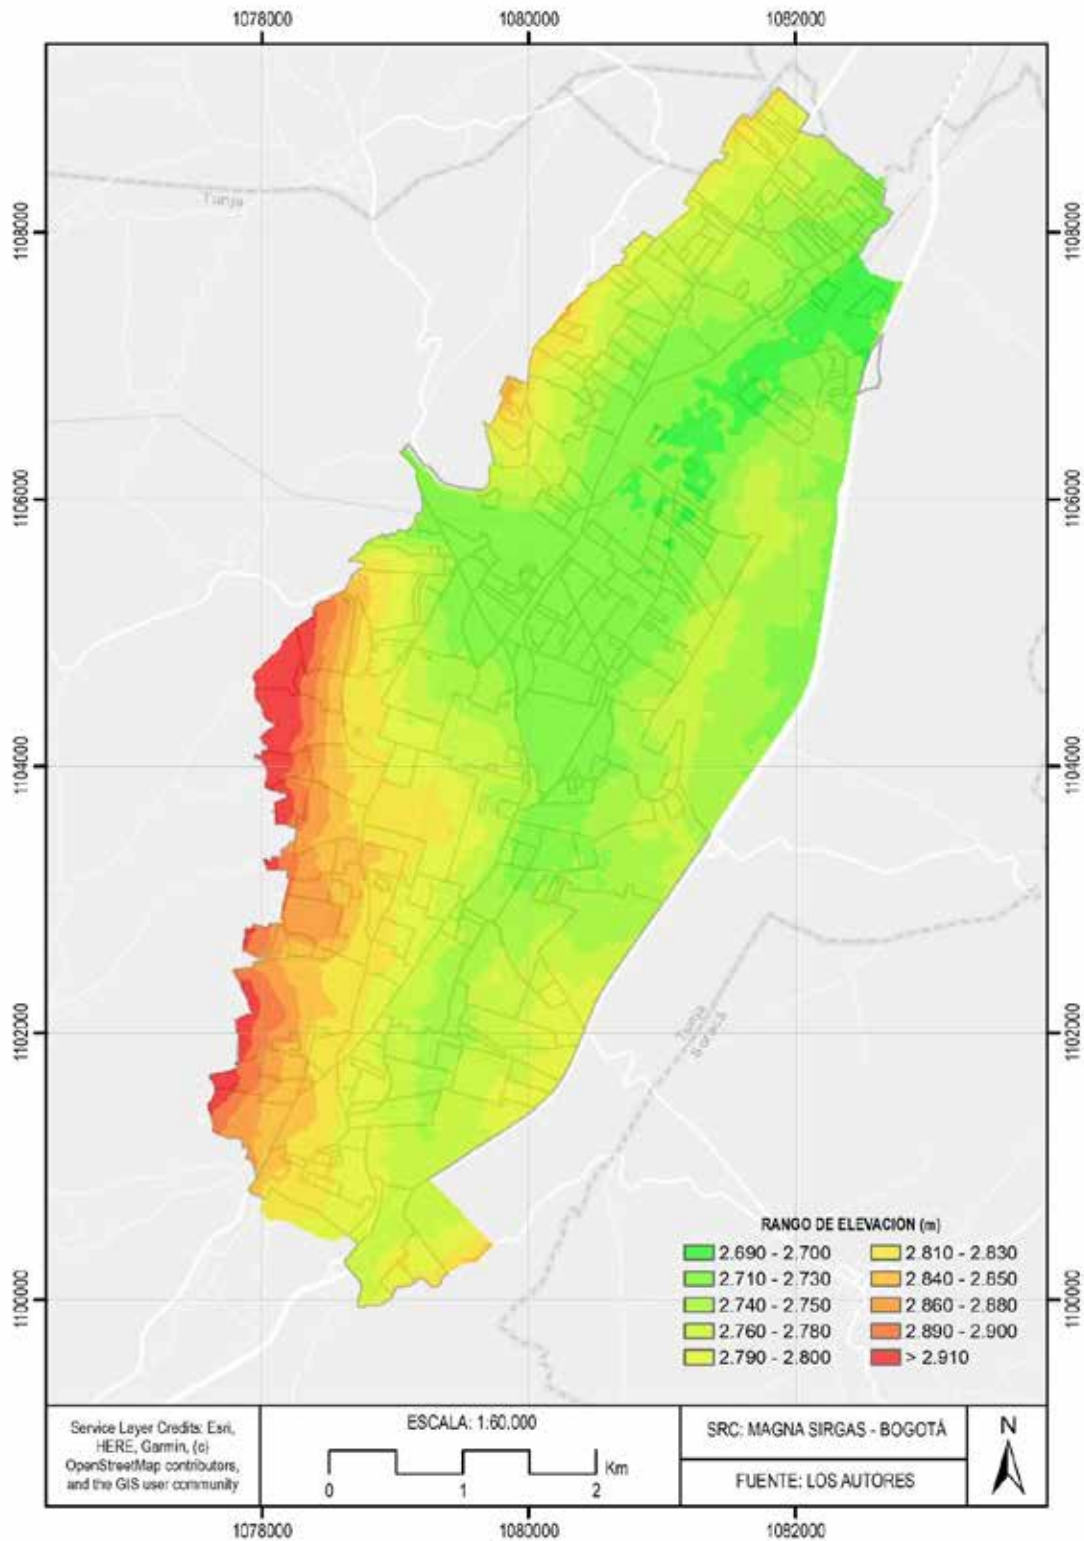 1078000 1080000 1082000
Tunja
1108000 1108000
1106000 1106000
1104000 1104000
1102000 1102000
Tunja
Soracá
1100000 1100000
RANGO DE ELEVACIÓN (m)
2.690 - 2.700
2.710 - 2.730
2.740 - 2.750
2.760 - 2.780
2.790 - 2.800
2.810 - 2.830
2.840 - 2.850
2.860 - 2.880
2.890 - 2.900
> 2.910
Service Layer Credits: Esri,
HERE, Garmin, (c)
OpenStreetMap contributors,
and the GIS user community
ESCALA: 1:60.000
Km
0 1 2
SRC: MAGNA SIRGAS - BOGOTÁ
FUENTE: LOS AUTORES
N
1078000 1080000 1082000